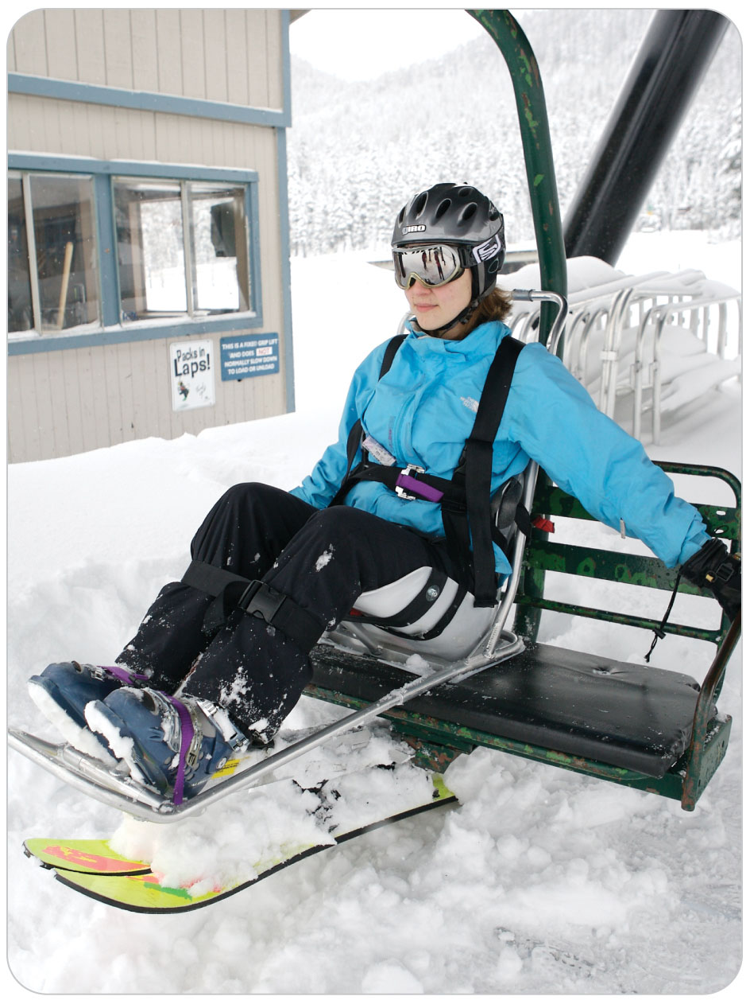 Packs in
Laps!
THIS IS A FIXED GRIP LIFT
AND DOES NOT
NORMALLY SLOW DOWN
TO LOAD OR UNLOAD
GIRO